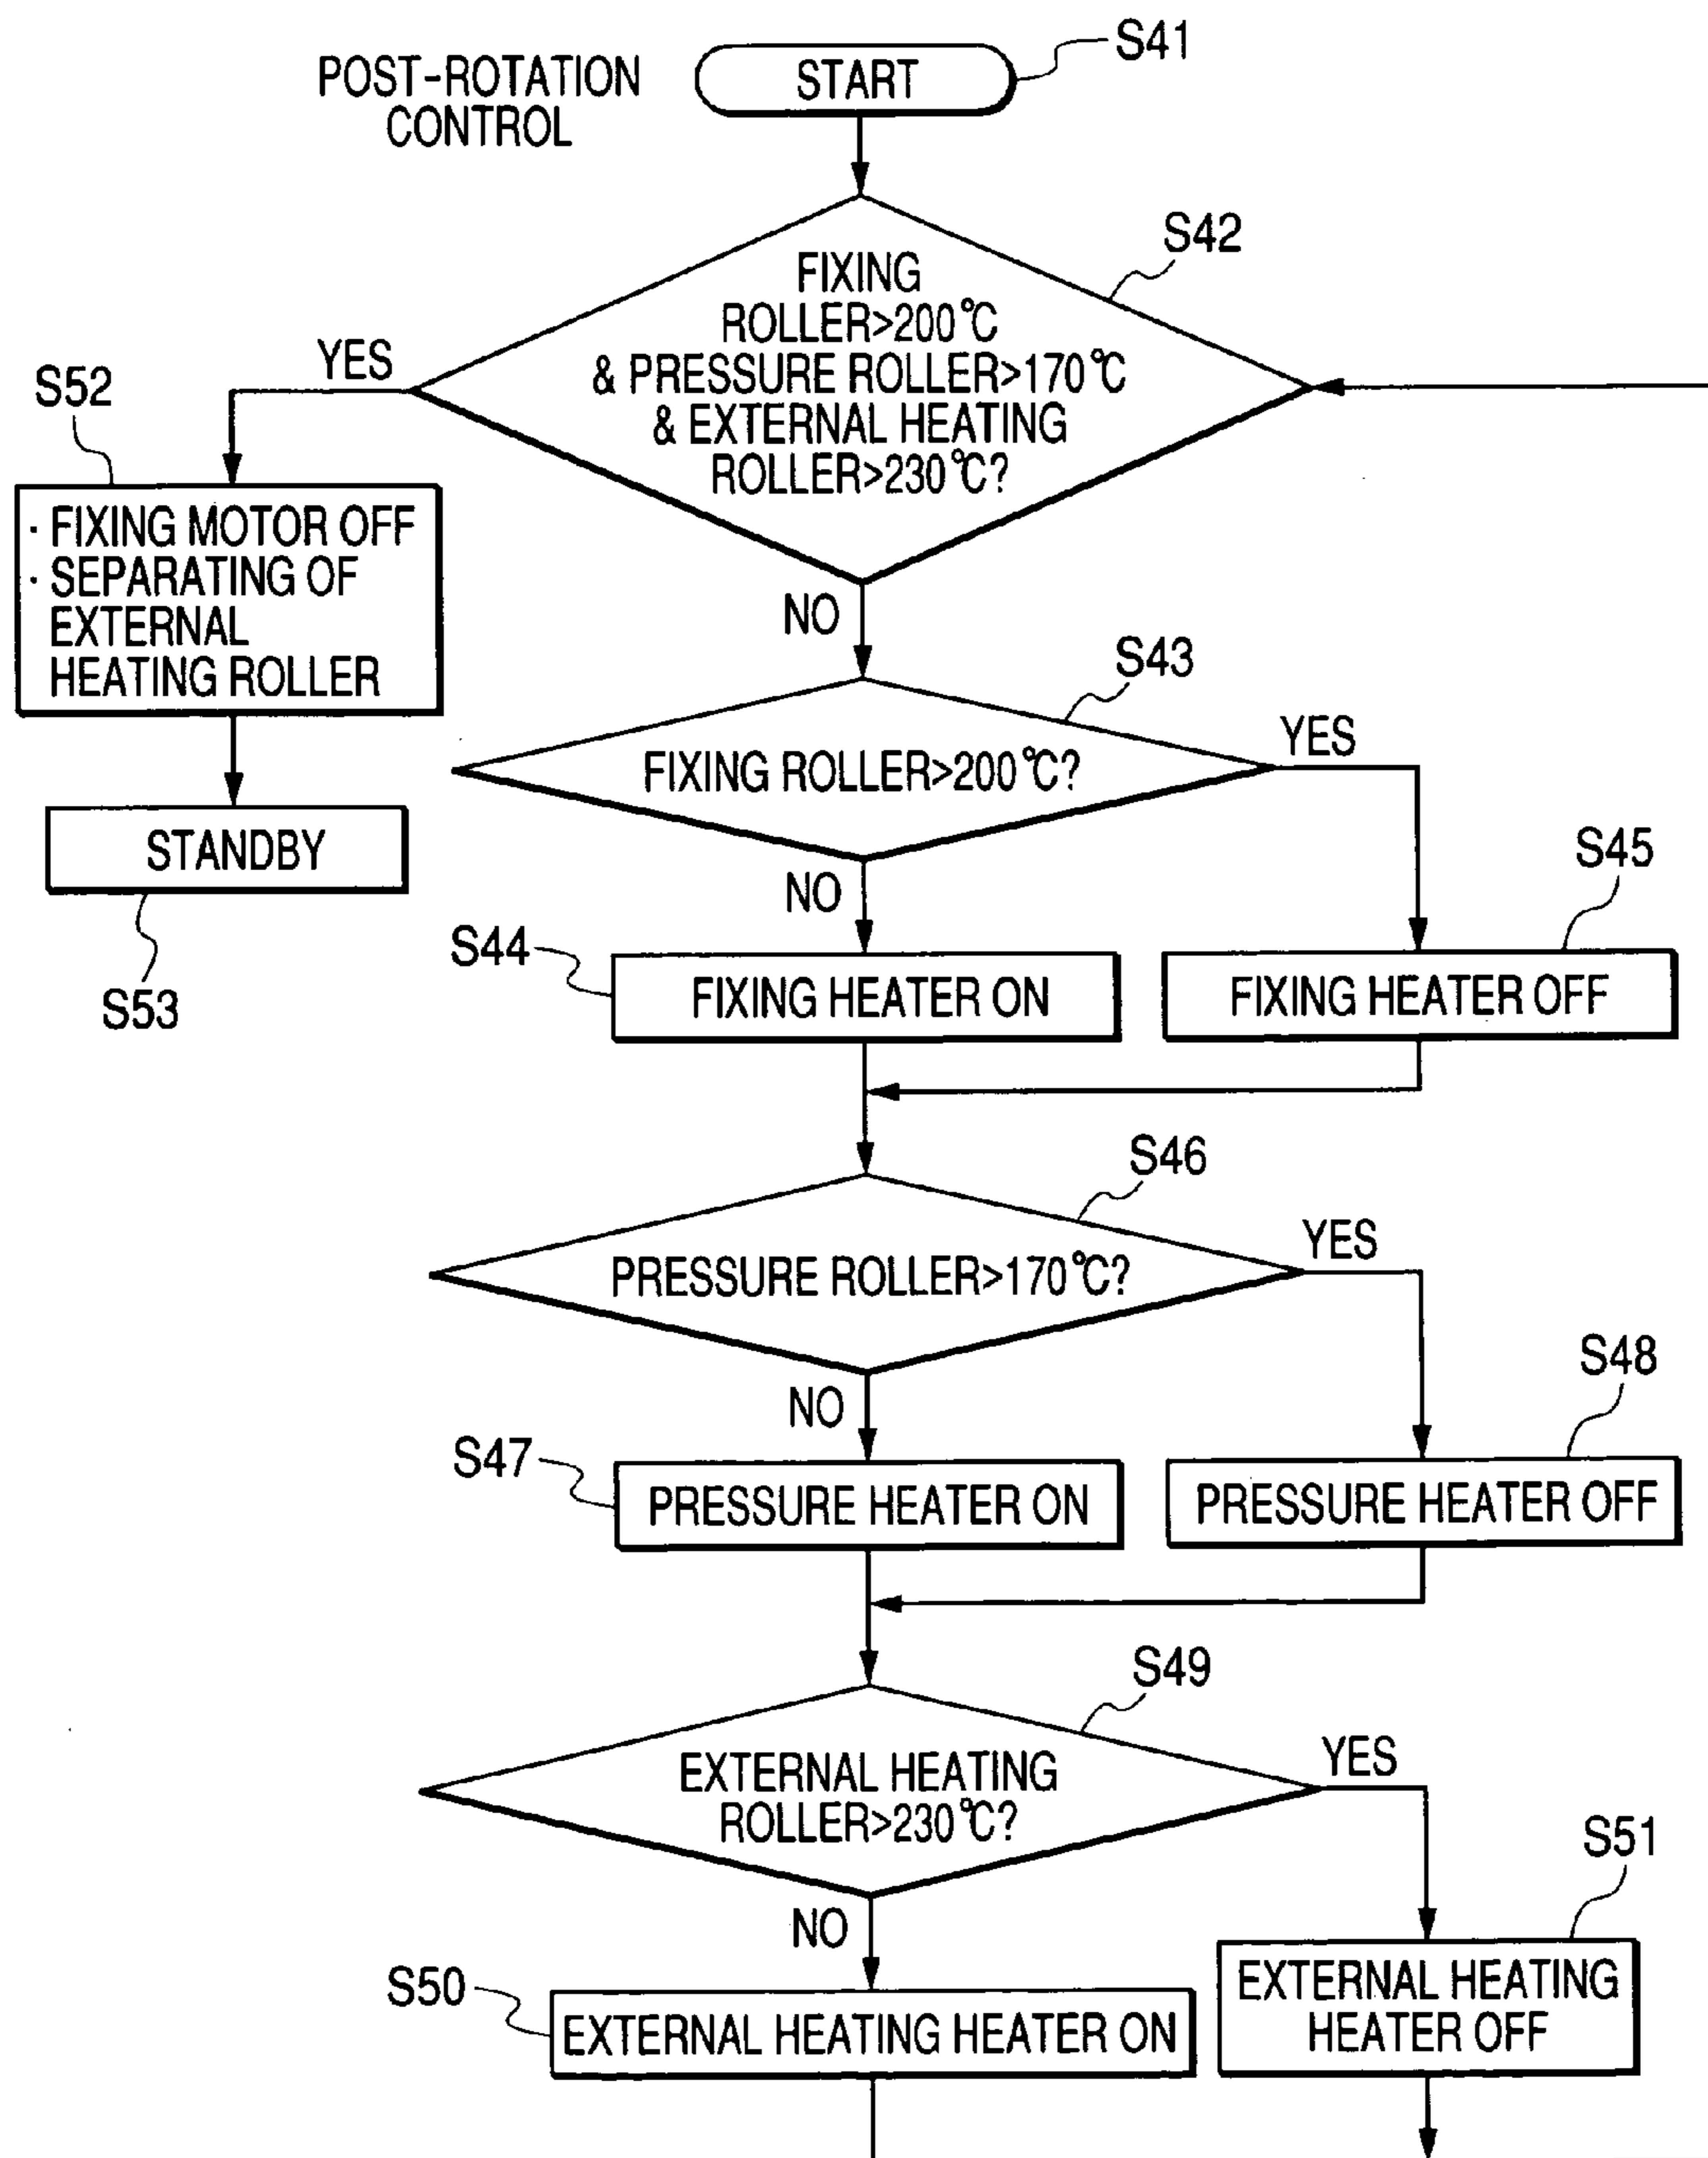 POST-ROTATION
CONTROL
START
S41
S42
FIXING
ROLLER>200℃
& PRESSURE ROLLER>170℃
& EXTERNAL HEATING
ROLLER>230℃?
YES
S52
· FIXING MOTOR OFF
· SEPARATING OF
EXTERNAL
HEATING ROLLER
NO
S43
FIXING ROLLER>200℃?
YES
STANDBY
S53
NO
S45
S44
FIXING HEATER ON
FIXING HEATER OFF
S46
PRESSURE ROLLER>170℃?
YES
NO
S48
S47
PRESSURE HEATER ON
PRESSURE HEATER OFF
S49
EXTERNAL HEATING
ROLLER>230℃?
YES
S51
NO
S50
EXTERNAL HEATING HEATER ON
EXTERNAL HEATING
HEATER OFF